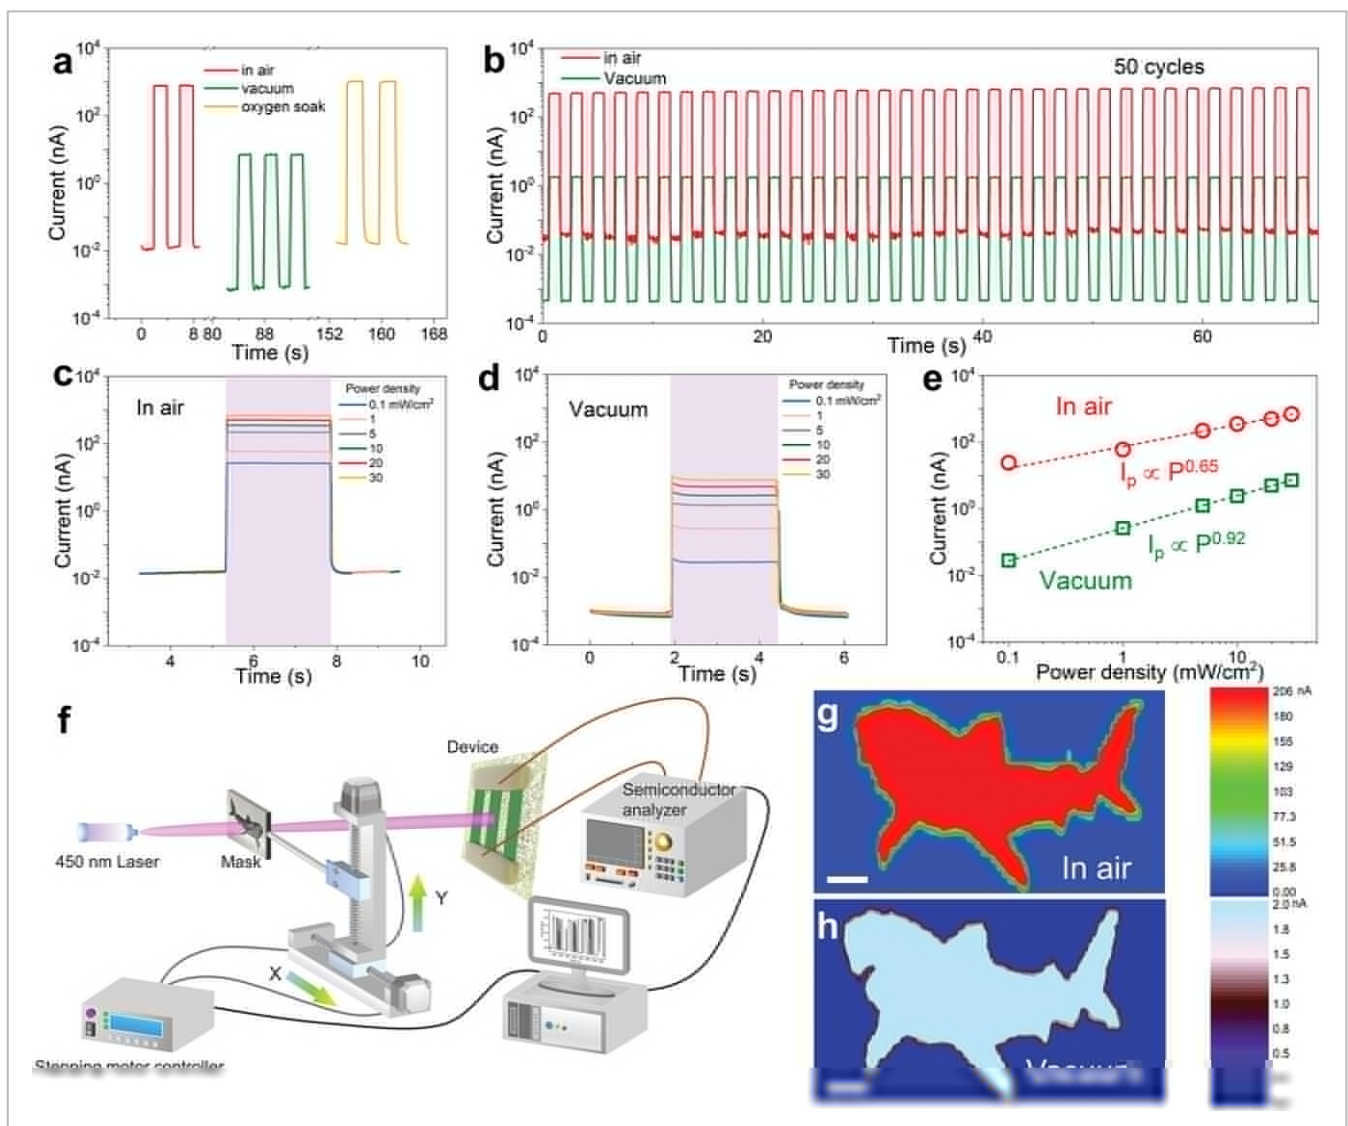 a
10⁴
10²
10⁰
10⁻²
10⁻⁴
Current (nA)
in air
vacuum
oxygen soak
0 8 80 88 152 160 168
Time (s)
b
10⁴
10²
10⁰
10⁻²
10⁻⁴
Current (nA)
in air
Vacuum
50 cycles
0 20 40 60
Time (s)
c
10⁴
10²
10⁰
10⁻²
10⁻⁴
Current (nA)
In air
Power density
0.1 mW/cm²
1
5
10
20
30
4 6 8 10
Time (s)
d
10⁴
10²
10⁰
10⁻²
10⁻⁴
Current (nA)
Vacuum
Power density
0.1 mW/cm²
1
5
10
20
30
0 2 4 6
Time (s)
e
10⁴
10²
10⁰
10⁻²
10⁻⁴
Current (nA)
In air
Iₚ ∝ P⁰·⁶⁵
Iₚ ∝ P⁰·⁹²
Vacuum
0.1 1 10
Power density (mW/cm²)
f
Device
Semiconductor
analyzer
450 nm Laser
Mask
Y
X
Stepping motor controller
g
In air
206 nA
180
155
129
103
77.3
51.5
25.8
0.00
h
Vacuum
2.0 nA
1.8
1.5
1.3
1.0
0.8
0.5